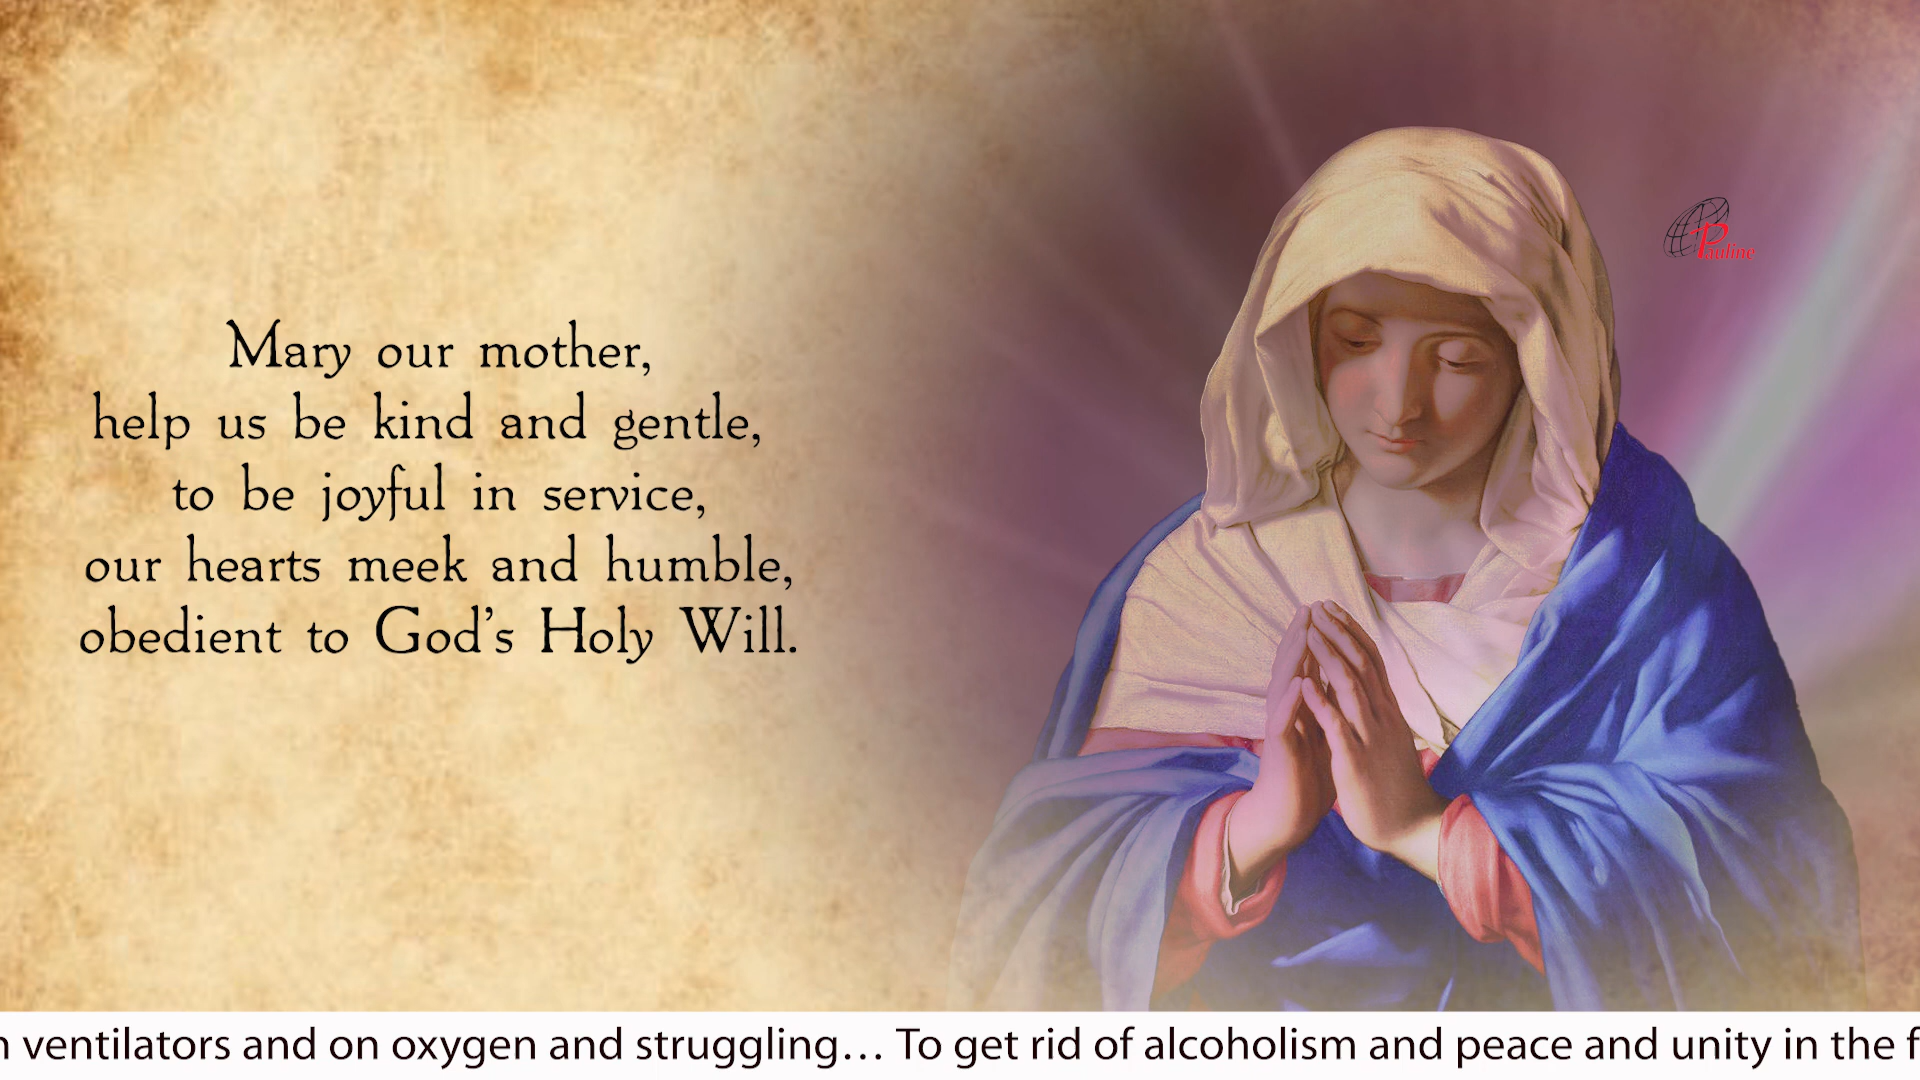 Mary our mother,
help us be kind and gentle,
to be joyful in service,
our hearts meek and humble,
obedient to God's Holy Will.
Pauline
ventilators and on oxygen and struggling... To get rid of alcoholism and peace and unity in the